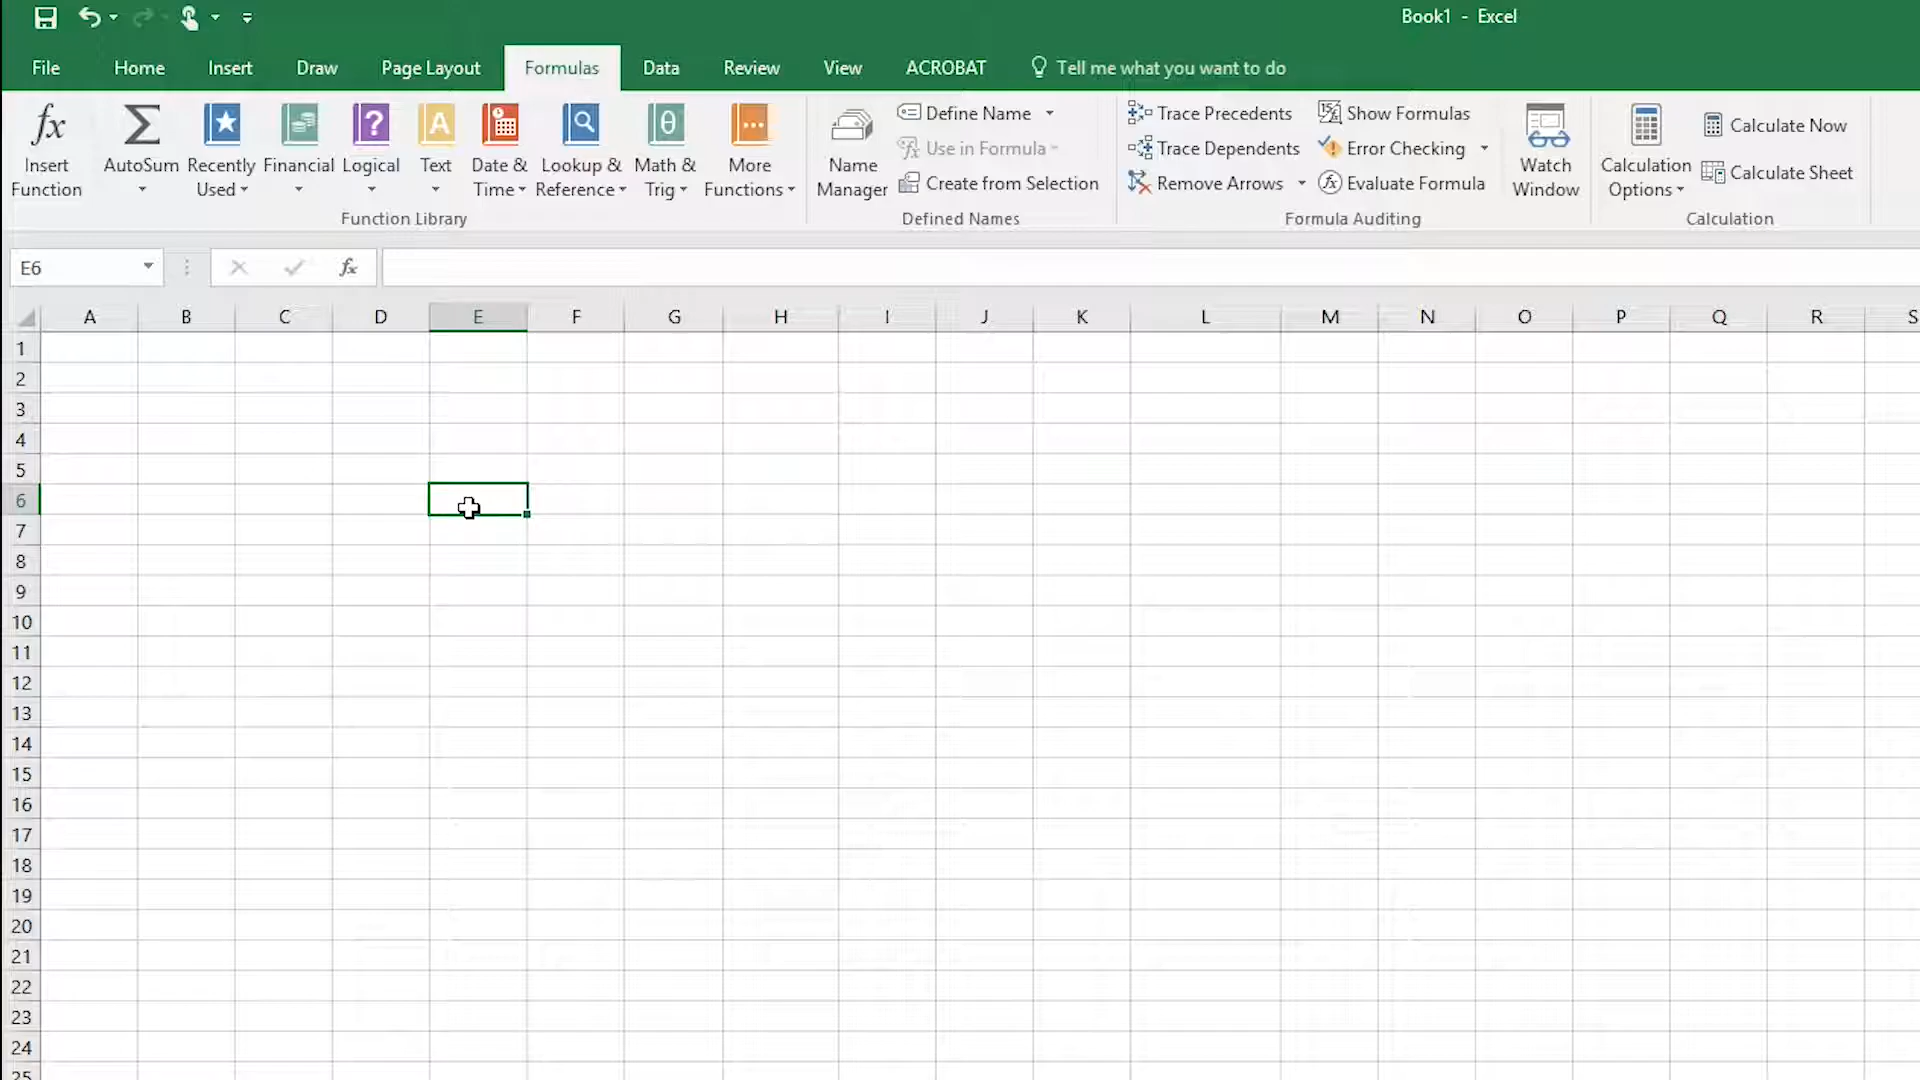 Book1 - Excel
File Home Insert Draw Page Layout Formulas Data Review View ACROBAT Tell me what you want to do
fx Insert Function
Σ AutoSum
Recently Used
Financial
Logical
Text
Date & Time
Lookup & Reference
Math & Trig
More Functions
Function Library
Name Manager
Define Name
Use in Formula
Create from Selection
Defined Names
Trace Precedents
Trace Dependents
Remove Arrows
Show Formulas
Error Checking
Evaluate Formula
Watch Window
Formula Auditing
Calculation Options
Calculate Now
Calculate Sheet
Calculation
E6 fx
A B C D E F G H I J K L M N O P Q R S
1
2
3
4
5
6
7
8
9
10
11
12
13
14
15
16
17
18
19
20
21
22
23
24
25